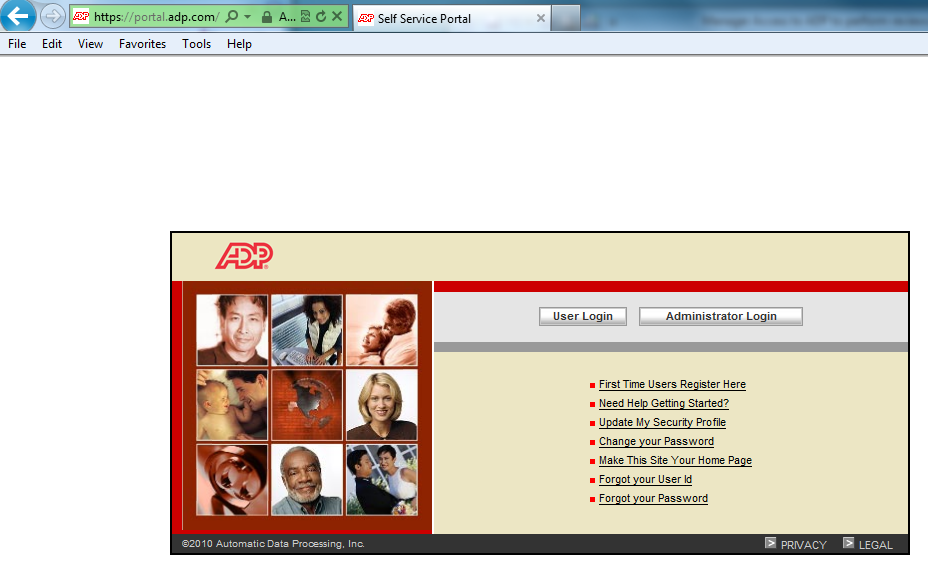 ADP https://portal.adp.com/ A... ADP Self Service Portal
File Edit View Favorites Tools Help
ADP
User Login Administrator Login
First Time Users Register Here
Need Help Getting Started?
Update My Security Profile
Change your Password
Make This Site Your Home Page
Forgot your User Id
Forgot your Password
©2010 Automatic Data Processing, Inc. PRIVACY LEGAL